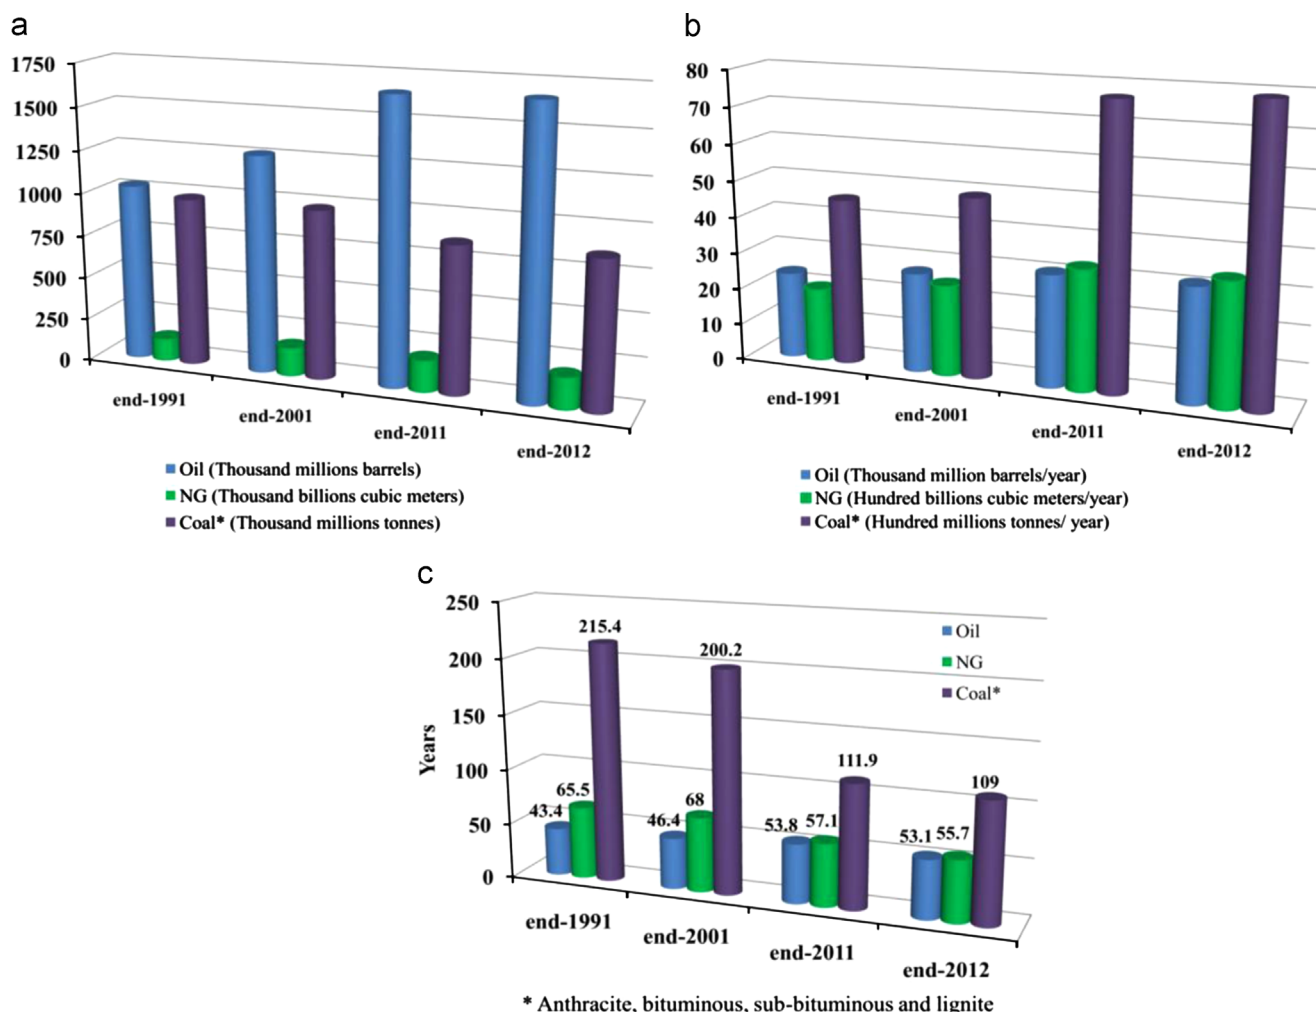 a
1750
1500
1250
1000
750
500
250
0
end-1991
end-2001
end-2011
end-2012
Oil (Thousand millions barrels)
NG (Thousand billions cubic meters)
Coal* (Thousand millions tonnes)
b
80
70
60
50
40
30
20
10
0
end-1991
end-2001
end-2011
end-2012
Oil (Thousand million barrels/year)
NG (Hundred billions cubic meters/year)
Coal* (Hundred millions tonnes/ year)
c
250
200
150
100
50
0
Years
43.4
65.5
215.4
46.4
68
200.2
53.8
57.1
111.9
53.1
55.7
109
Oil
NG
Coal*
end-1991
end-2001
end-2011
end-2012
* Anthracite, bituminous, sub-bituminous and lignite